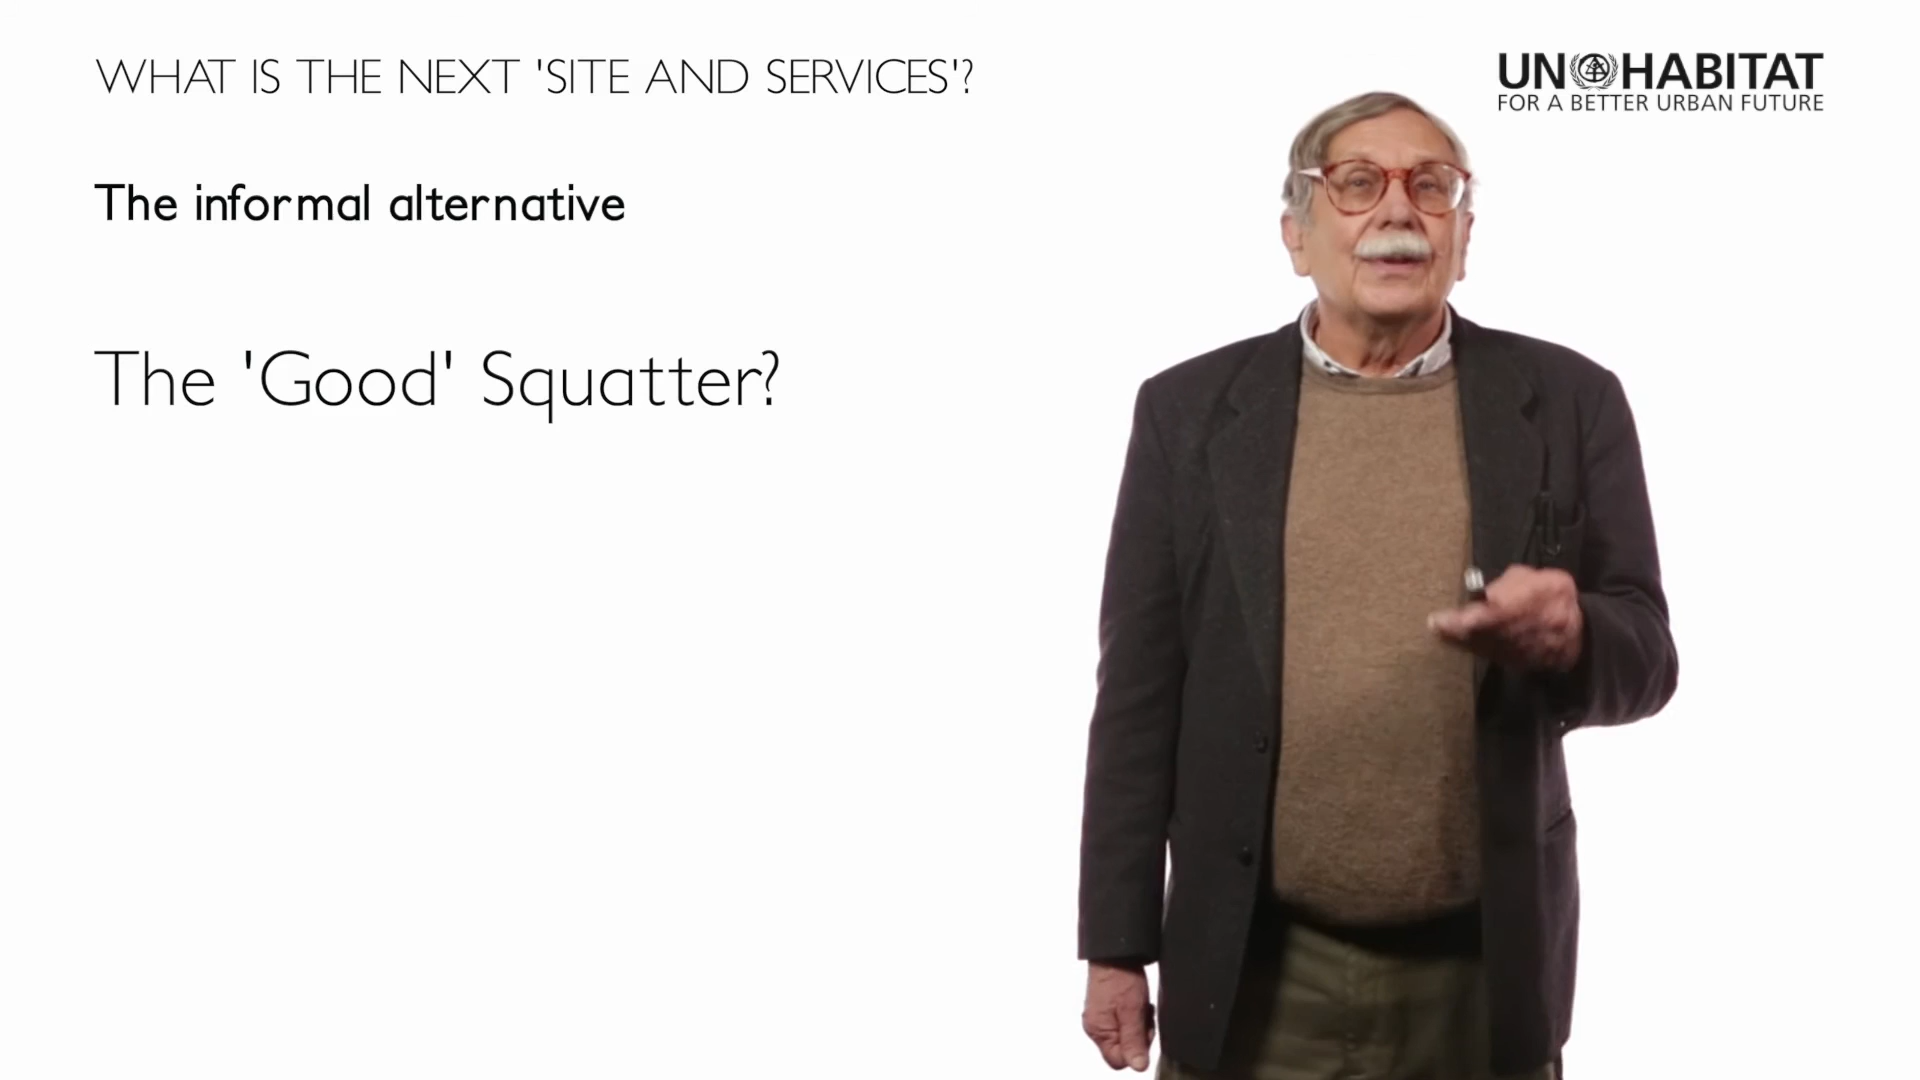 WHAT IS THE NEXT 'SITE AND SERVICES'?
UN HABITAT
FOR A BETTER URBAN FUTURE
The informal alternative
The 'Good' Squatter?